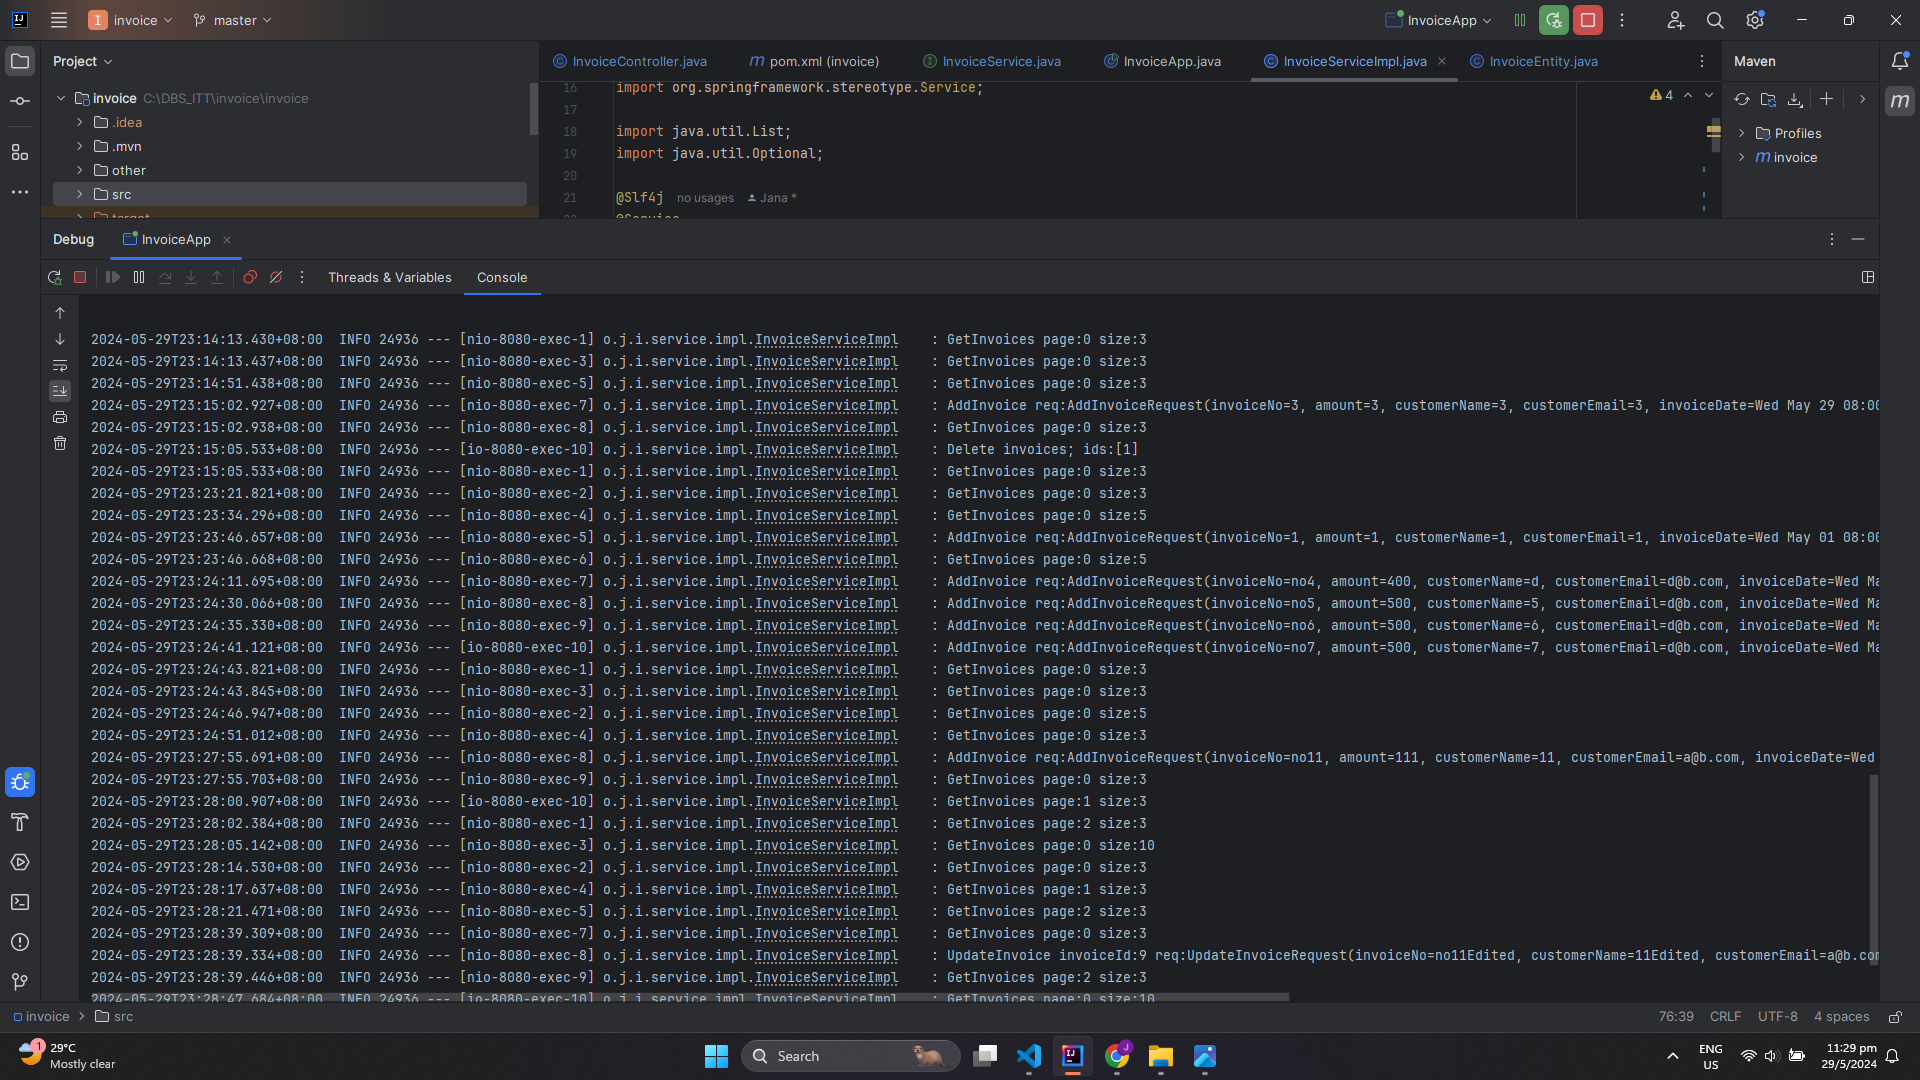 invoice
master
InvoiceApp
Project
InvoiceController.java
pom.xml (invoice)
InvoiceService.java
InvoiceApp.java
InvoiceServiceImpl.java
InvoiceEntity.java
Maven
invoice C:\DBS_ITT\invoice\invoice
.idea
.mvn
other
src
target
16 import org.springframework.stereotype.Service;
17
18 import java.util.List;
19 import java.util.Optional;
20
21 @Slf4j no usages Jana *
22 @Service
4
Profiles
invoice
Debug
InvoiceApp
Threads & Variables
Console
2024-05-29T23:14:13.430+08:00 INFO 24936 --- [nio-8080-exec-1] o.j.i.service.impl.InvoiceServiceImpl : GetInvoices page:0 size:3
2024-05-29T23:14:13.437+08:00 INFO 24936 --- [nio-8080-exec-3] o.j.i.service.impl.InvoiceServiceImpl : GetInvoices page:0 size:3
2024-05-29T23:14:51.438+08:00 INFO 24936 --- [nio-8080-exec-5] o.j.i.service.impl.InvoiceServiceImpl : GetInvoices page:0 size:3
2024-05-29T23:15:02.927+08:00 INFO 24936 --- [nio-8080-exec-7] o.j.i.service.impl.InvoiceServiceImpl : AddInvoice req:AddInvoiceRequest(invoiceNo=3, amount=3, customerName=3, customerEmail=3, invoiceDate=Wed May 29 08:00
2024-05-29T23:15:02.938+08:00 INFO 24936 --- [nio-8080-exec-8] o.j.i.service.impl.InvoiceServiceImpl : GetInvoices page:0 size:3
2024-05-29T23:15:05.533+08:00 INFO 24936 --- [io-8080-exec-10] o.j.i.service.impl.InvoiceServiceImpl : Delete invoices; ids:[1]
2024-05-29T23:15:05.533+08:00 INFO 24936 --- [nio-8080-exec-1] o.j.i.service.impl.InvoiceServiceImpl : GetInvoices page:0 size:3
2024-05-29T23:23:21.821+08:00 INFO 24936 --- [nio-8080-exec-2] o.j.i.service.impl.InvoiceServiceImpl : GetInvoices page:0 size:3
2024-05-29T23:23:34.296+08:00 INFO 24936 --- [nio-8080-exec-4] o.j.i.service.impl.InvoiceServiceImpl : GetInvoices page:0 size:5
2024-05-29T23:23:46.657+08:00 INFO 24936 --- [nio-8080-exec-5] o.j.i.service.impl.InvoiceServiceImpl : AddInvoice req:AddInvoiceRequest(invoiceNo=1, amount=1, customerName=1, customerEmail=1, invoiceDate=Wed May 01 08:00
2024-05-29T23:23:46.668+08:00 INFO 24936 --- [nio-8080-exec-6] o.j.i.service.impl.InvoiceServiceImpl : GetInvoices page:0 size:5
2024-05-29T23:24:11.695+08:00 INFO 24936 --- [nio-8080-exec-7] o.j.i.service.impl.InvoiceServiceImpl : AddInvoice req:AddInvoiceRequest(invoiceNo=no4, amount=400, customerName=d, customerEmail=d@b.com, invoiceDate=Wed Ma
2024-05-29T23:24:30.066+08:00 INFO 24936 --- [nio-8080-exec-8] o.j.i.service.impl.InvoiceServiceImpl : AddInvoice req:AddInvoiceRequest(invoiceNo=no5, amount=500, customerName=5, customerEmail=d@b.com, invoiceDate=Wed Ma
2024-05-29T23:24:35.330+08:00 INFO 24936 --- [nio-8080-exec-9] o.j.i.service.impl.InvoiceServiceImpl : AddInvoice req:AddInvoiceRequest(invoiceNo=no6, amount=500, customerName=6, customerEmail=d@b.com, invoiceDate=Wed Ma
2024-05-29T23:24:41.121+08:00 INFO 24936 --- [io-8080-exec-10] o.j.i.service.impl.InvoiceServiceImpl : AddInvoice req:AddInvoiceRequest(invoiceNo=no7, amount=500, customerName=7, customerEmail=d@b.com, invoiceDate=Wed Ma
2024-05-29T23:24:43.821+08:00 INFO 24936 --- [nio-8080-exec-1] o.j.i.service.impl.InvoiceServiceImpl : GetInvoices page:0 size:3
2024-05-29T23:24:43.845+08:00 INFO 24936 --- [nio-8080-exec-3] o.j.i.service.impl.InvoiceServiceImpl : GetInvoices page:0 size:3
2024-05-29T23:24:46.947+08:00 INFO 24936 --- [nio-8080-exec-2] o.j.i.service.impl.InvoiceServiceImpl : GetInvoices page:0 size:5
2024-05-29T23:24:51.012+08:00 INFO 24936 --- [nio-8080-exec-4] o.j.i.service.impl.InvoiceServiceImpl : GetInvoices page:0 size:3
2024-05-29T23:27:55.691+08:00 INFO 24936 --- [nio-8080-exec-8] o.j.i.service.impl.InvoiceServiceImpl : AddInvoice req:AddInvoiceRequest(invoiceNo=no11, amount=111, customerName=11, customerEmail=a@b.com, invoiceDate=Wed
2024-05-29T23:27:55.703+08:00 INFO 24936 --- [nio-8080-exec-9] o.j.i.service.impl.InvoiceServiceImpl : GetInvoices page:0 size:3
2024-05-29T23:28:00.907+08:00 INFO 24936 --- [io-8080-exec-10] o.j.i.service.impl.InvoiceServiceImpl : GetInvoices page:1 size:3
2024-05-29T23:28:02.384+08:00 INFO 24936 --- [nio-8080-exec-1] o.j.i.service.impl.InvoiceServiceImpl : GetInvoices page:2 size:3
2024-05-29T23:28:05.142+08:00 INFO 24936 --- [nio-8080-exec-3] o.j.i.service.impl.InvoiceServiceImpl : GetInvoices page:0 size:10
2024-05-29T23:28:14.530+08:00 INFO 24936 --- [nio-8080-exec-2] o.j.i.service.impl.InvoiceServiceImpl : GetInvoices page:0 size:3
2024-05-29T23:28:17.637+08:00 INFO 24936 --- [nio-8080-exec-4] o.j.i.service.impl.InvoiceServiceImpl : GetInvoices page:1 size:3
2024-05-29T23:28:21.471+08:00 INFO 24936 --- [nio-8080-exec-5] o.j.i.service.impl.InvoiceServiceImpl : GetInvoices page:2 size:3
2024-05-29T23:28:39.309+08:00 INFO 24936 --- [nio-8080-exec-7] o.j.i.service.impl.InvoiceServiceImpl : GetInvoices page:0 size:3
2024-05-29T23:28:39.334+08:00 INFO 24936 --- [nio-8080-exec-8] o.j.i.service.impl.InvoiceServiceImpl : UpdateInvoice invoiceId:9 req:UpdateInvoiceRequest(invoiceNo=no11Edited, customerName=11Edited, customerEmail=a@b.com
2024-05-29T23:28:39.446+08:00 INFO 24936 --- [nio-8080-exec-9] o.j.i.service.impl.InvoiceServiceImpl : GetInvoices page:2 size:3
2024-05-29T23:28:47.684+08:00 INFO 24936 --- [io-8080-exec-10] o.j.i.service.impl.InvoiceServiceImpl : GetInvoices page:0 size:10
invoice
src
76:39
CRLF
UTF-8
4 spaces
1
29°C
Mostly clear
Search
J
ENG
US
11:29 pm
29/5/2024